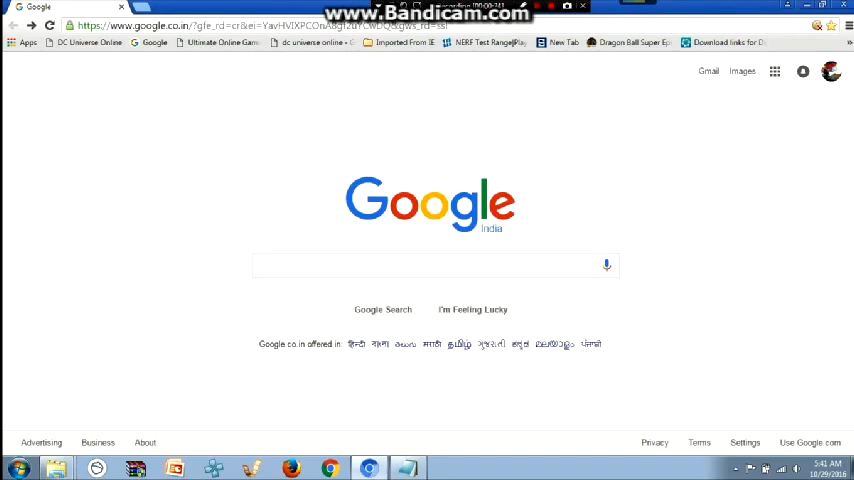 www.Bandicam.com
Google
https://www.google.co.in/?gfe_rd=cr&ei=
DC Universe Online
Apps DC Universe Online Google Ultimate Online Game dc universe online - G Imported From IE NERF Test Range|Play New Tab Dragon Ball Super Ep Download links for D
Gmail Images
Google
India
Google Search I'm Feeling Lucky
Google.co.in offered in: हिन्दी বাংলা తెలుగు मराठी தமிழ் ગુજરાતી ಕನ್ನಡ മലയാളം ਪੰਜਾਬੀ
Advertising Business About Privacy Terms Settings Use Google.com
5:41 AM
10/29/2016